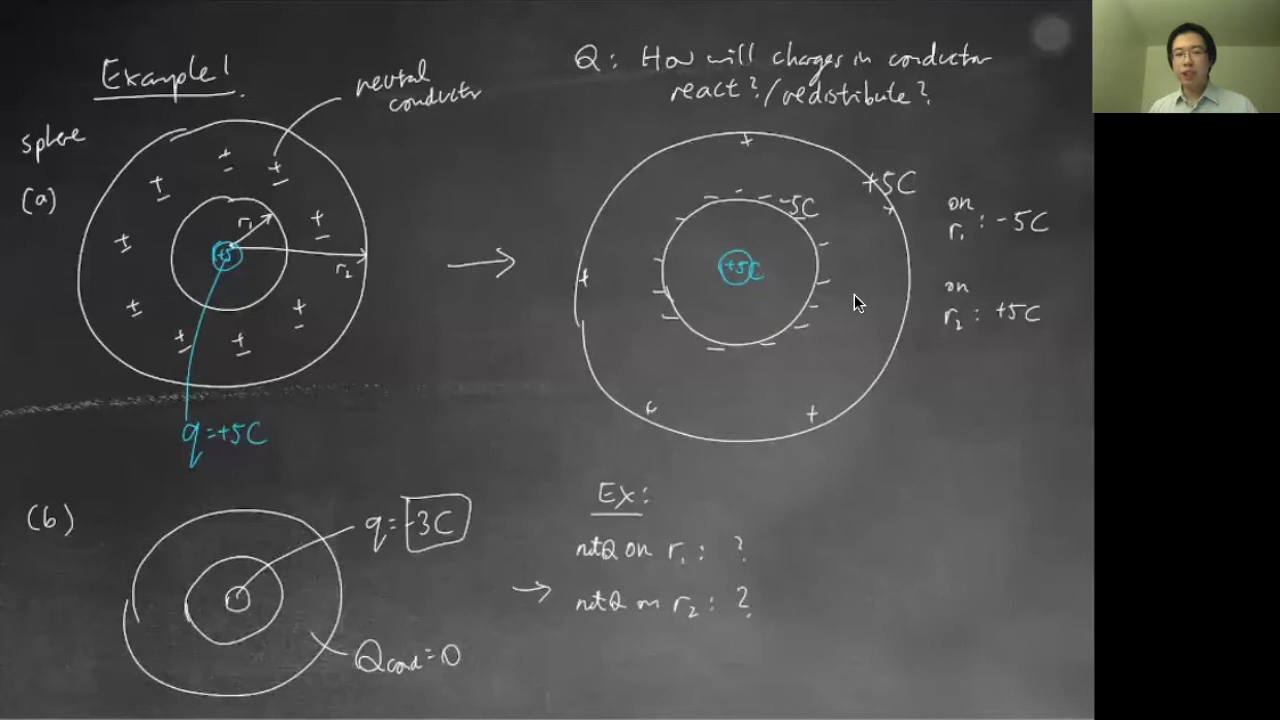 Example!
neutral
conductor
sphere
(a)
± ± ± ± ± ± ± ± ±
r₁
r₂
+5
q=+5C
Q: How will charges in conductor
react?/redistribute?
+5C
-5C
+5C
on
r₁: -5C
on
r₂: +5C
(b)
q=-3C
Qcond=0
Ex:
netQ on r₁: ?
netQ on r₂: ?